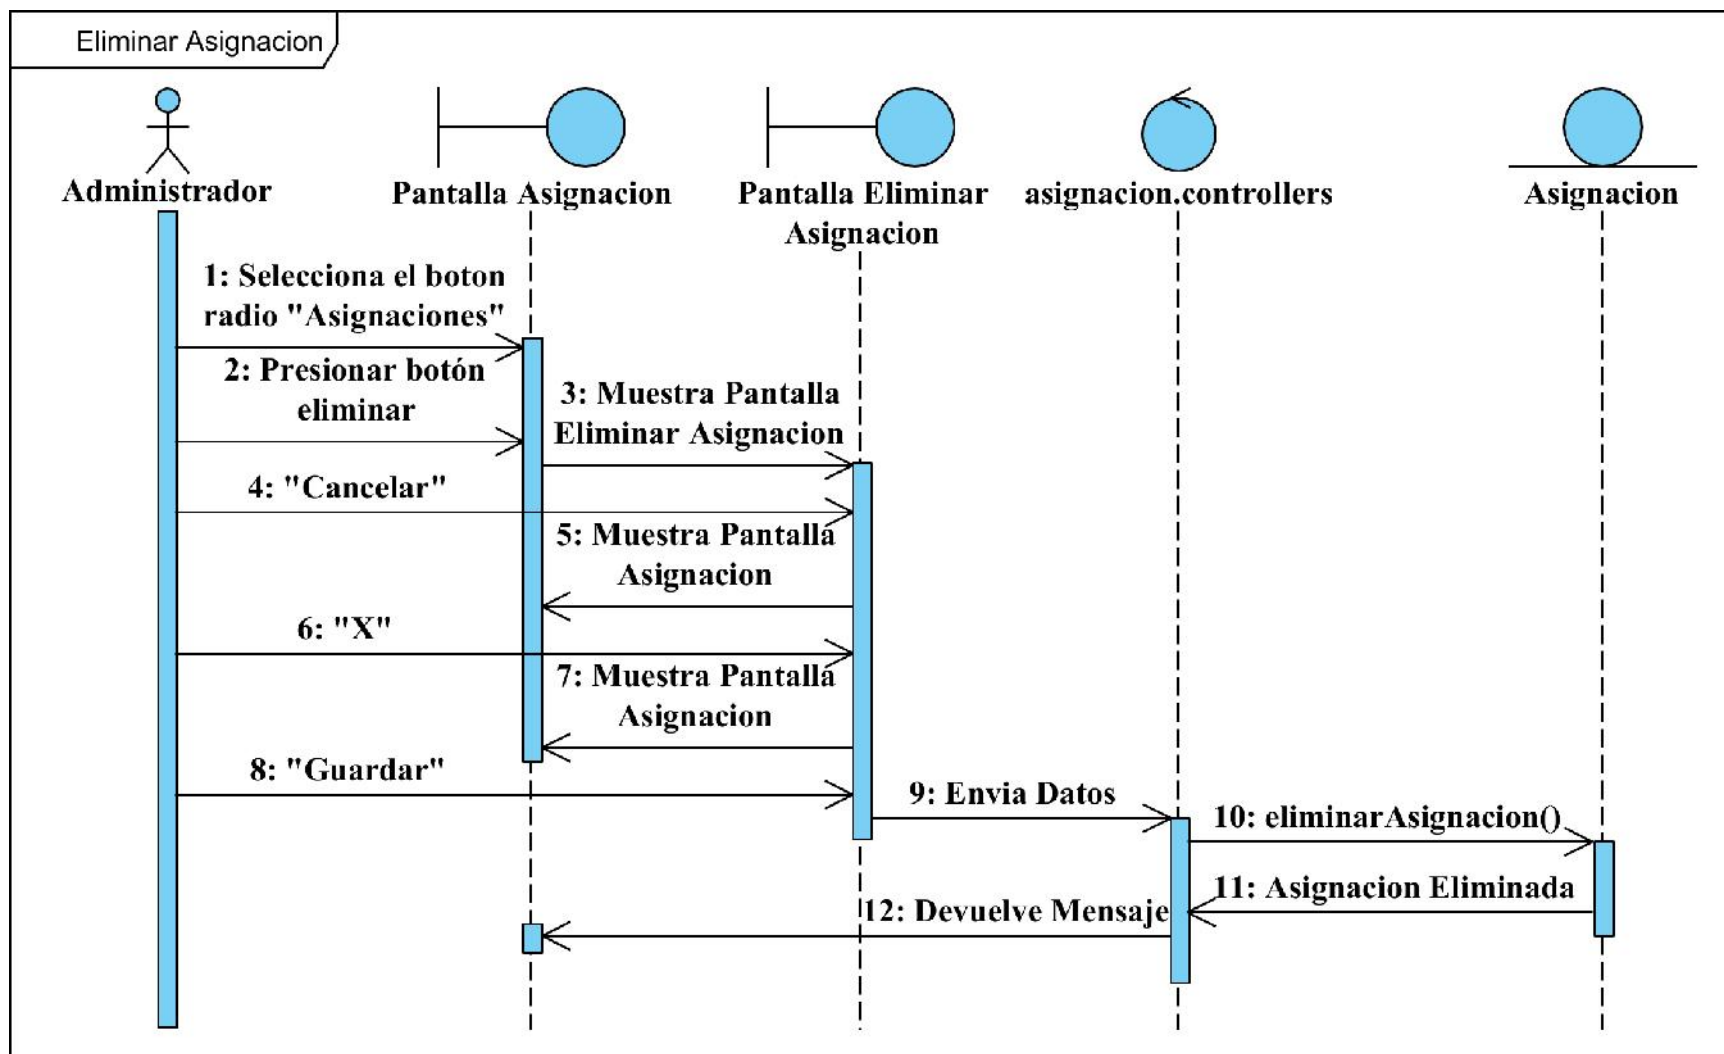 Eliminar Asignacion
Administrador
Pantalla Asignacion
Pantalla Eliminar
Asignacion
asignacion.controllers
Asignacion
1: Selecciona el boton
radio "Asignaciones"
2: Presionar botón
eliminar
3: Muestra Pantalla
Eliminar Asignacion
4: "Cancelar"
5: Muestra Pantalla
Asignacion
6: "X"
7: Muestra Pantalla
Asignacion
8: "Guardar"
9: Envia Datos
10: eliminarAsignacion()
11: Asignacion Eliminada
12: Devuelve Mensaje